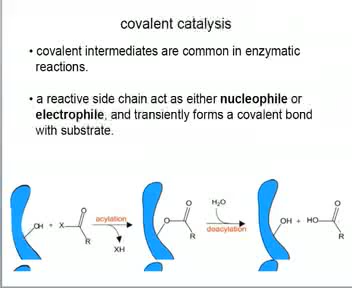 covalent catalysis
• covalent intermediates are common in enzymatic
reactions.
• a reactive side chain act as either nucleophile or
electrophile, and transiently forms a covalent bond
with substrate.
OH + X O R
acylation
XH
O O R
H₂O
deacylation
OH + HO O R